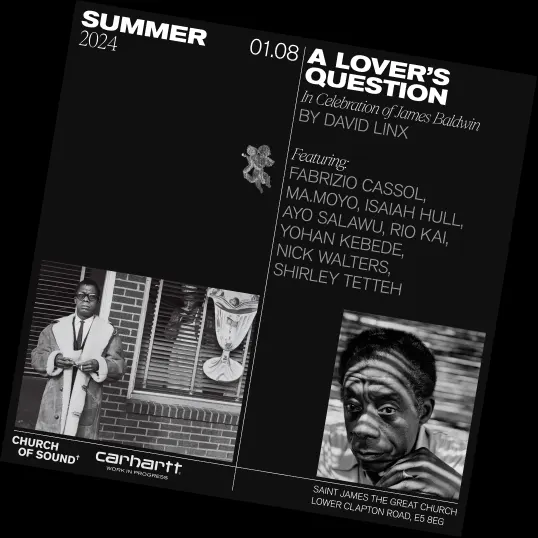 SUMMER
2024
01.08
A LOVER'S
QUESTION
In Celebration of James Baldwin
BY DAVID LINX
Featuring:
FABRIZIO CASSOL,
MA.MOYO, ISAIAH HULL,
AYO SALAWU, RIO KAI,
YOHAN KEBEDE,
NICK WALTERS,
SHIRLEY TETTEH
CHURCH
OF SOUND†
carhartt
WORK IN PROGRESS
SAINT JAMES THE GREAT CHURCH
LOWER CLAPTON ROAD, E5 8EG